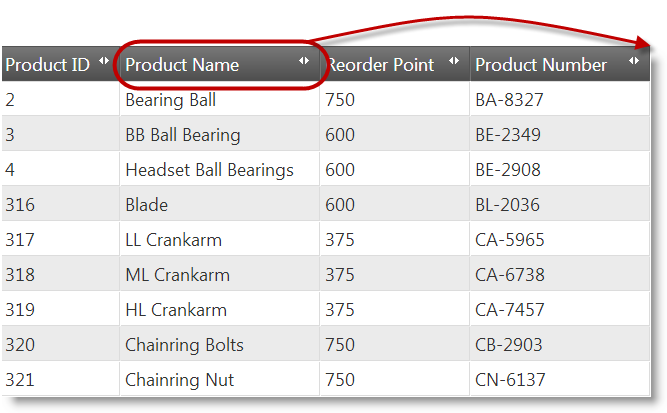 Product ID Product Name Reorder Point Product Number
2 Bearing Ball 750 BA-8327
3 BB Ball Bearing 600 BE-2349
4 Headset Ball Bearings 600 BE-2908
316 Blade 600 BL-2036
317 LL Crankarm 375 CA-5965
318 ML Crankarm 375 CA-6738
319 HL Crankarm 375 CA-7457
320 Chainring Bolts 750 CB-2903
321 Chainring Nut 750 CN-6137